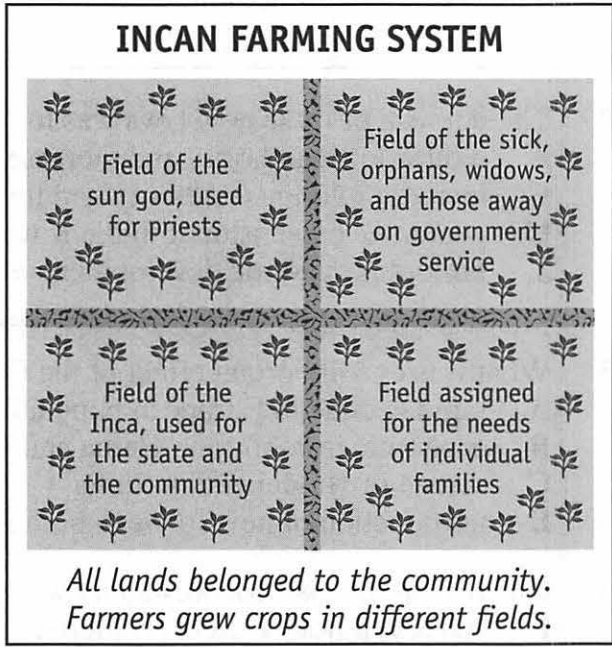 INCAN FARMING SYSTEM
Field of the
sun god, used
for priests
Field of the sick,
orphans, widows,
and those away
on government
service
Field of the
Inca, used for
the state and
the community
Field assigned
for the needs
of individual
families
All lands belonged to the community.
Farmers grew crops in different fields.